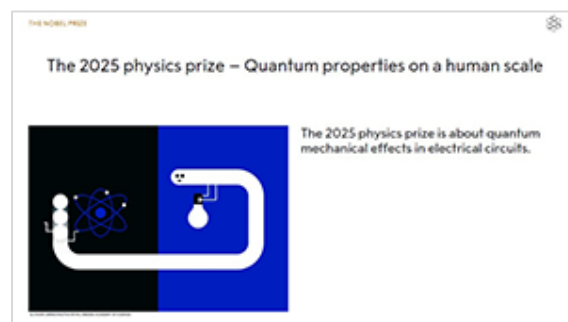 THE NOBEL PRIZE
The 2025 physics prize – Quantum properties on a human scale
The 2025 physics prize is about quantum
mechanical effects in electrical circuits.